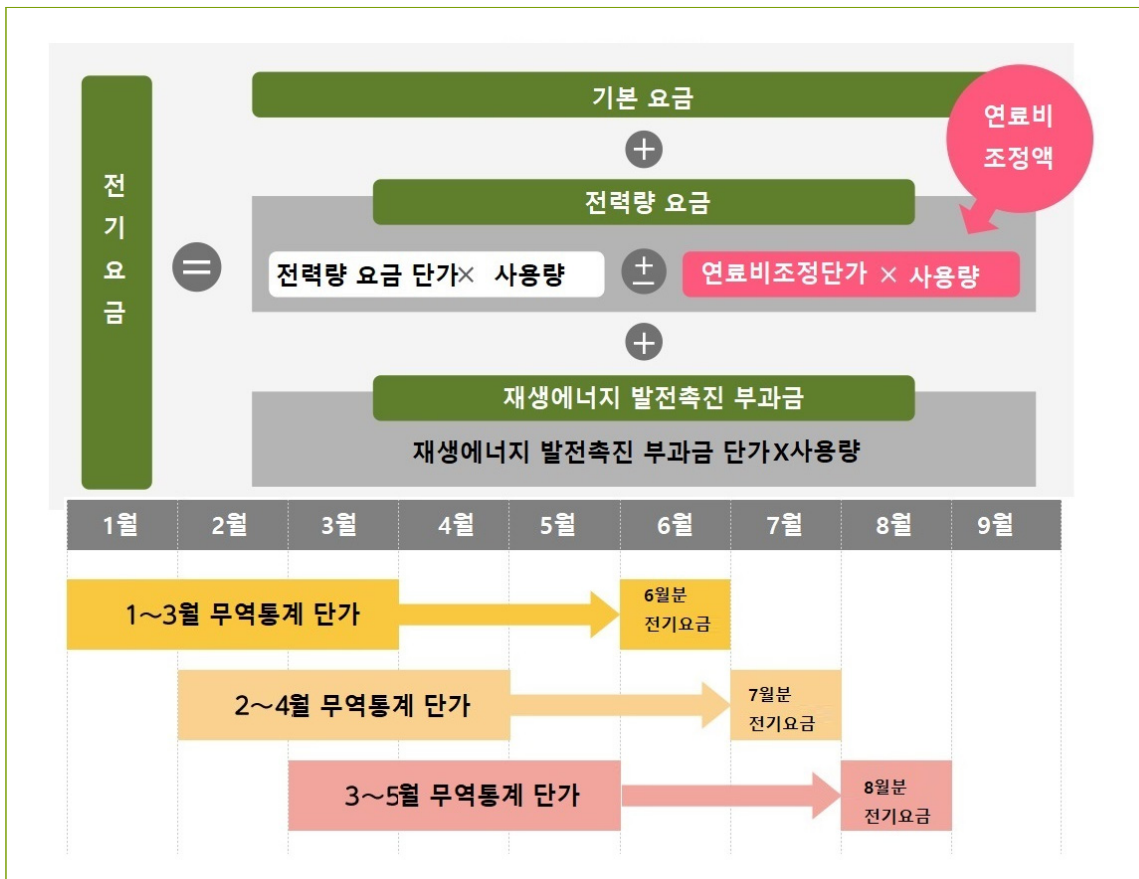 기본 요금
연료비
조정액
+
전
기
요
금
전력량 요금
=
전력량 요금 단가× 사용량
±
연료비조정단가 × 사용량
+
재생에너지 발전촉진 부과금
재생에너지 발전촉진 부과금 단가X사용량
1월 2월 3월 4월 5월 6월 7월 8월 9월
1~3월 무역통계 단가
6월분
전기요금
2~4월 무역통계 단가
7월분
전기요금
3~5월 무역통계 단가
8월분
전기요금